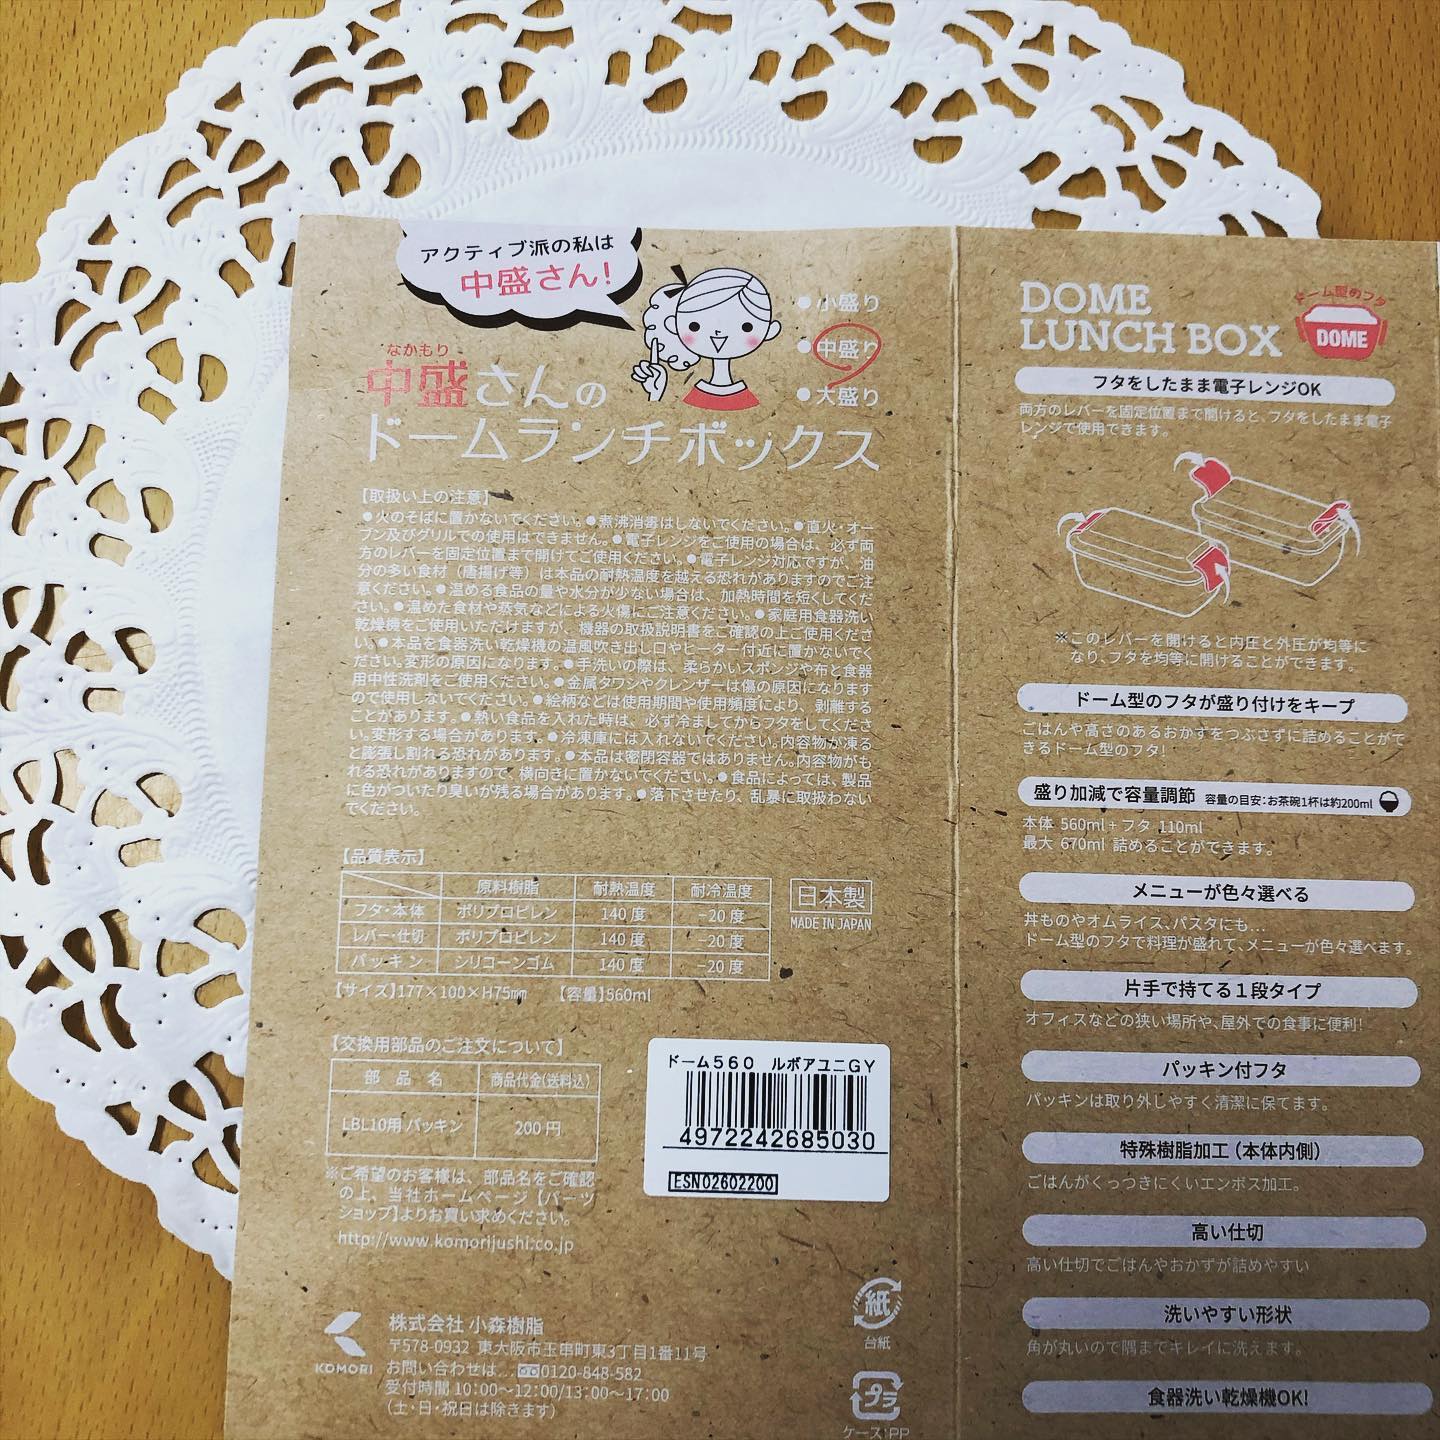 アクティブ派の私は
中盛さん!
小盛り
中盛り
大盛り
なかもり
中盛さんの
ドームランチボックス
【取扱い上の注意】
●火のそばに置かないでください。●煮沸消毒はしないでください。●直火・オー
ブン及びグリルでの使用はできません。●電子レンジをご使用の場合は、必ず両
方のレバーを固定位置まで開けてご使用ください。●電子レンジ対応ですが、油
分の多い食材（唐揚げ等）は本品の耐熱温度を越える恐れがありますのでご注
意ください。●温める食品の量や水分が少ない場合は、加熱時間を短くしてくだ
さい。●温めた食材や蒸気などによる火傷にご注意ください。●家庭用食器洗い
乾燥機をご使用いただけますが、機器の取扱説明書をご確認の上ご使用くださ
い。●本品を食器洗い乾燥機の温風吹き出し口やヒーター付近に置かないでく
ださい。変形の原因になります。●手洗いの際は、柔らかいスポンジや布と食器
用中性洗剤をご使用ください。●金属タワシやクレンザーは傷の原因になります
ので使用しないでください。●絵柄などは使用期間や使用頻度により、剥離する
ことがあります。●熱い食品を入れた時は、必ず冷ましてからフタをしてくださ
い。変形する場合があります。●冷凍庫には入れないでください。内容物が凍る
と膨張し割れる恐れがあります。●本品は密閉容器ではありません。内容物がも
れる恐れがありますので、横向きに置かないでください。●食品によっては、製品
に色がついたり臭いが残る場合があります。●落下させたり、乱暴に取扱わない
でください。
【品質表示】
原料樹脂 耐熱温度 耐冷温度
フタ・本体 ポリプロピレン 140度 −20度
レバー・仕切 ポリプロピレン 140度 −20度
パッキン シリコーンゴム 140度 −20度
日本製
MADE IN JAPAN
【サイズ】177×100×H75㎜ 【容量】560ml
【交換用部品のご注文について】
部品名 商品代金(送料込)
LBL10用 パッキン 200円
※ご希望のお客様は、部品名をご確認
の上、当社ホームページ【パーツ
ショップ】よりお買い求めください。
http://www.komorijushi.co.jp
ドーム560 ルボアユニGY
4972242685030
ESN02602200
KOMORI
株式会社 小森樹脂
〒578-0932 東大阪市玉串町東3丁目1番11号
お問い合わせは…0120-848-582
受付時間 10:00〜12:00/13:00〜17:00
(土・日・祝日は除きます)
紙
台紙
プラ
ケース:PP
DOME
LUNCH BOX
ドーム型のフタ
DOME
フタをしたまま電子レンジOK
両方のレバーを固定位置まで開けると、フタをしたまま電子
レンジで使用できます。
※このレバーを開けると内圧と外圧が均等に
なり、フタを均等に開けることができます。
ドーム型のフタが盛り付けをキープ
ごはんや高さのあるおかずをつぶさずに詰めることがで
きるドーム型のフタ!
盛り加減で容量調節 容量の目安:お茶碗1杯は約200ml
本体 560ml + フタ 110ml
最大 670ml 詰めることができます。
メニューが色々選べる
丼ものやオムライス、パスタにも…
ドーム型のフタで料理が盛れて、メニューが色々選べます。
片手で持てる1段タイプ
オフィスなどの狭い場所や、屋外での食事に便利!
パッキン付フタ
パッキンは取り外しやすく清潔に保てます。
特殊樹脂加工（本体内側）
ごはんがくっつきにくいエンボス加工。
高い仕切
高い仕切でごはんやおかずが詰めやすい
洗いやすい形状
角が丸いので隅までキレイに洗えます。
食器洗い乾燥機OK!